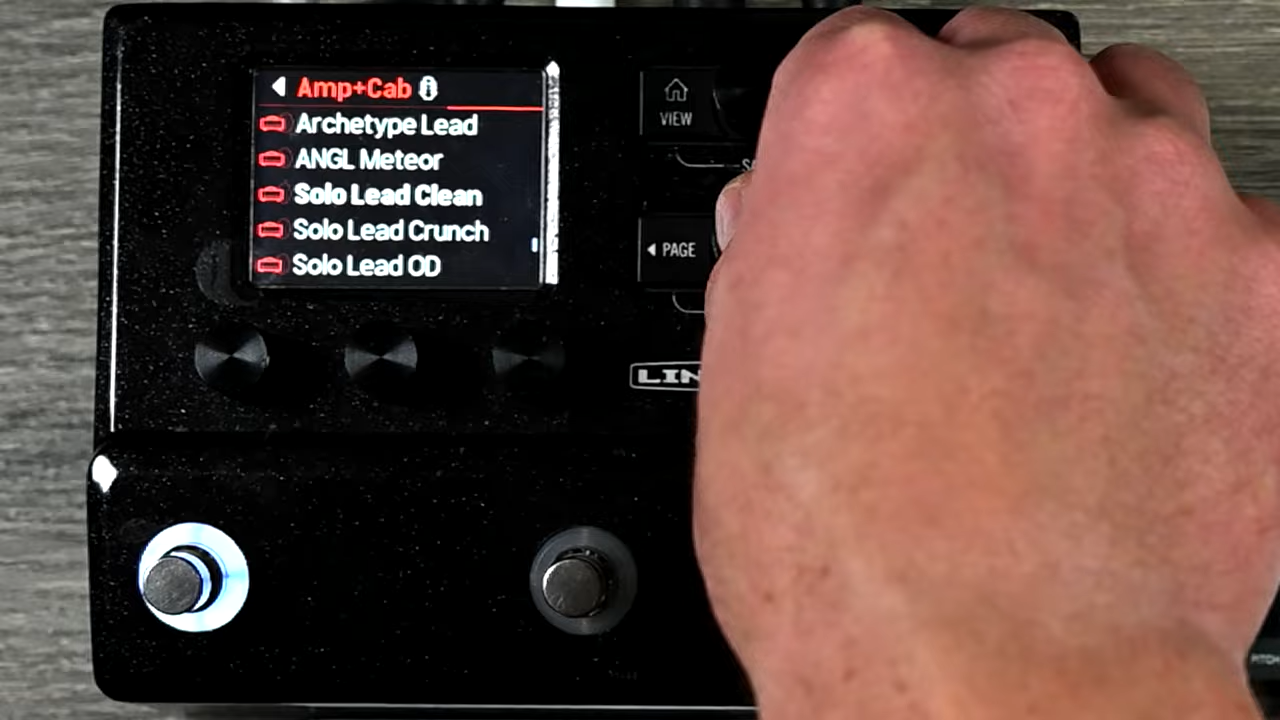 Amp+Cab
Archetype Lead
ANGL Meteor
Solo Lead Clean
Solo Lead Crunch
Solo Lead OD
VIEW
PAGE